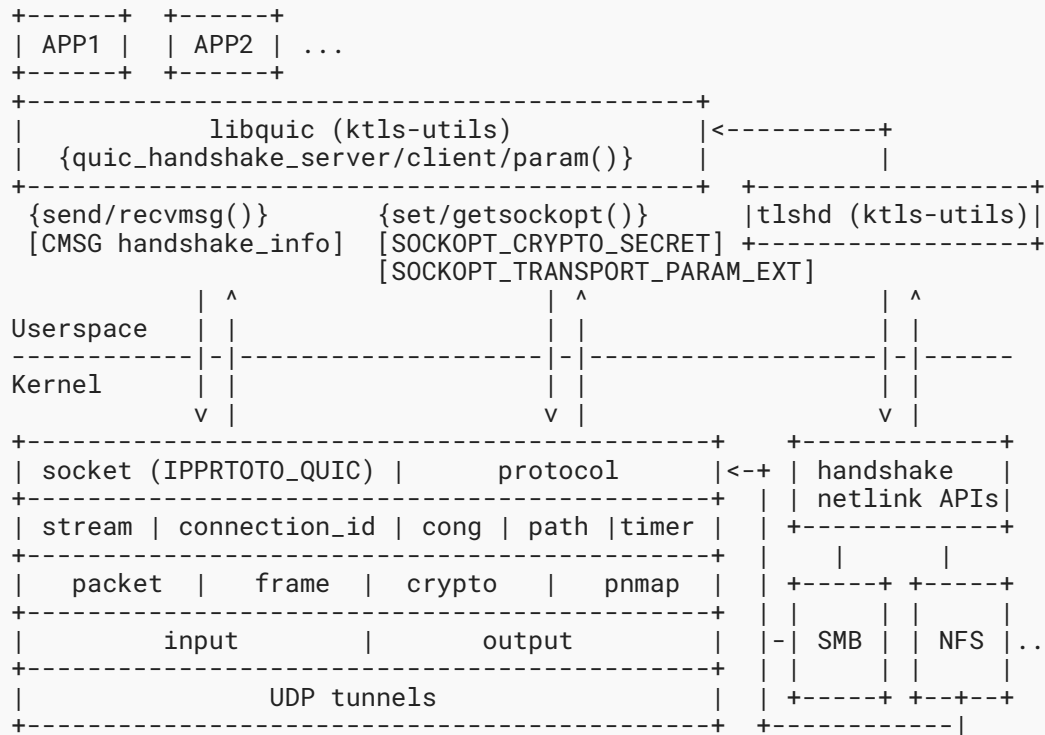 APP1 APP2 ...
libquic (ktls-utils)
{quic_handshake_server/client/param()}
{send/recvmsg()} {set/getsockopt()} tlshd (ktls-utils)
[CMSG handshake_info] [SOCKOPT_CRYPTO_SECRET]
[SOCKOPT_TRANSPORT_PARAM_EXT]
Userspace
Kernel
socket (IPPRTOTO_QUIC) | protocol handshake
netlink APIs
stream | connection_id | cong | path |timer
packet | frame | crypto | pnmap
input | output SMB NFS ..
UDP tunnels